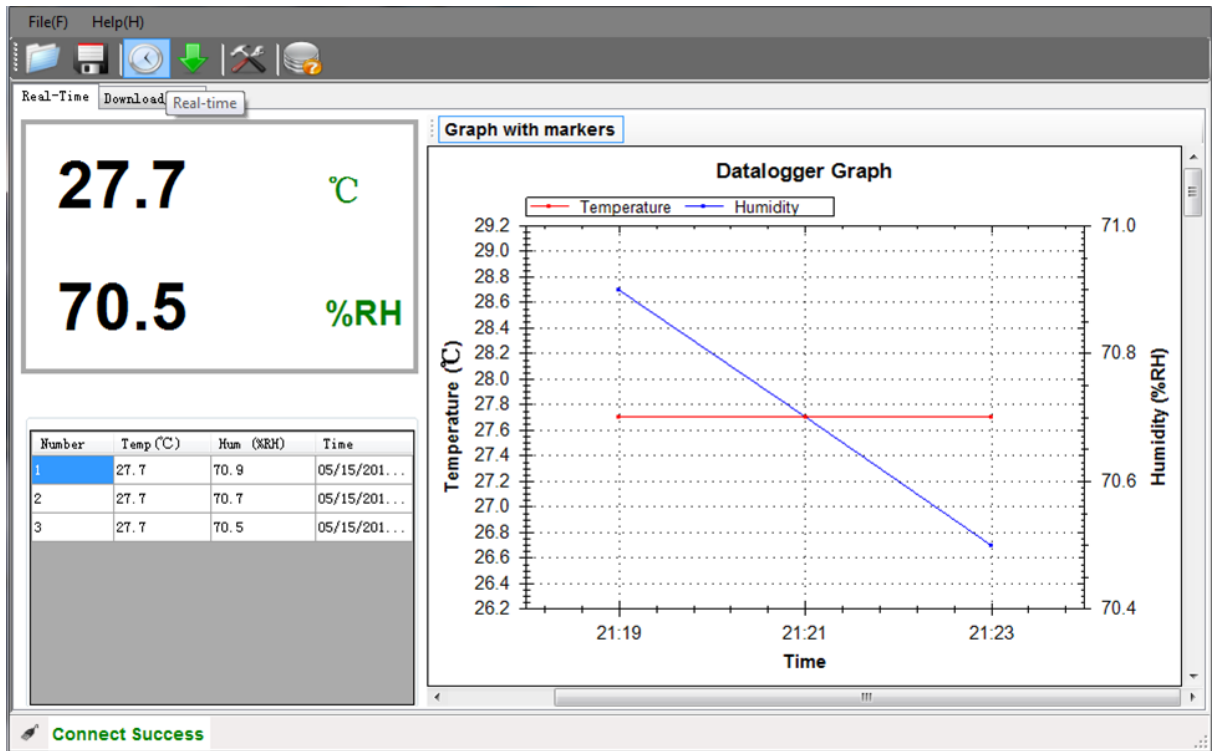 File(F) Help(H)
Real-Time Download
Real-time
27.7 ℃
70.5 %RH
Number Temp(℃) Hum (%RH) Time
1 27.7 70.9 05/15/201...
2 27.7 70.7 05/15/201...
3 27.7 70.5 05/15/201...
Graph with markers
Datalogger Graph
Temperature Humidity
29.2
29.0
28.8
28.6
28.4
28.2
28.0
27.8
27.6
27.4
27.2
27.0
26.8
26.6
26.4
26.2
Temperature (℃)
71.0
70.8
70.6
70.4
Humidity (%RH)
21:19 21:21 21:23
Time
Connect Success